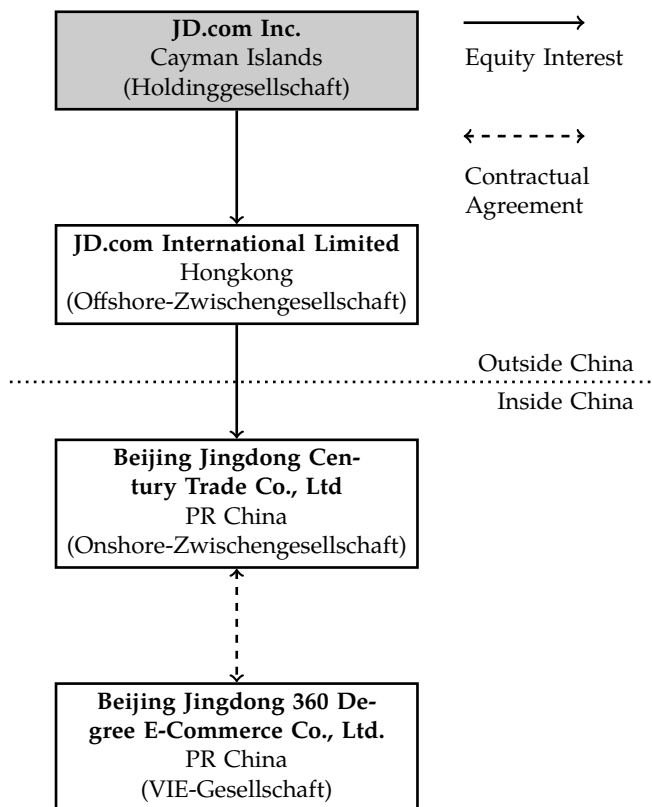 JD.com Inc.
Cayman Islands
(Holdinggesellschaft)
Equity Interest
Contractual
Agreement
JD.com International Limited
Hongkong
(Offshore-Zwischengesellschaft)
Outside China
Inside China
Beijing Jingdong Cen-
tury Trade Co., Ltd
PR China
(Onshore-Zwischengesellschaft)
Beijing Jingdong 360 De-
gree E-Commerce Co., Ltd.
PR China
(VIE-Gesellschaft)